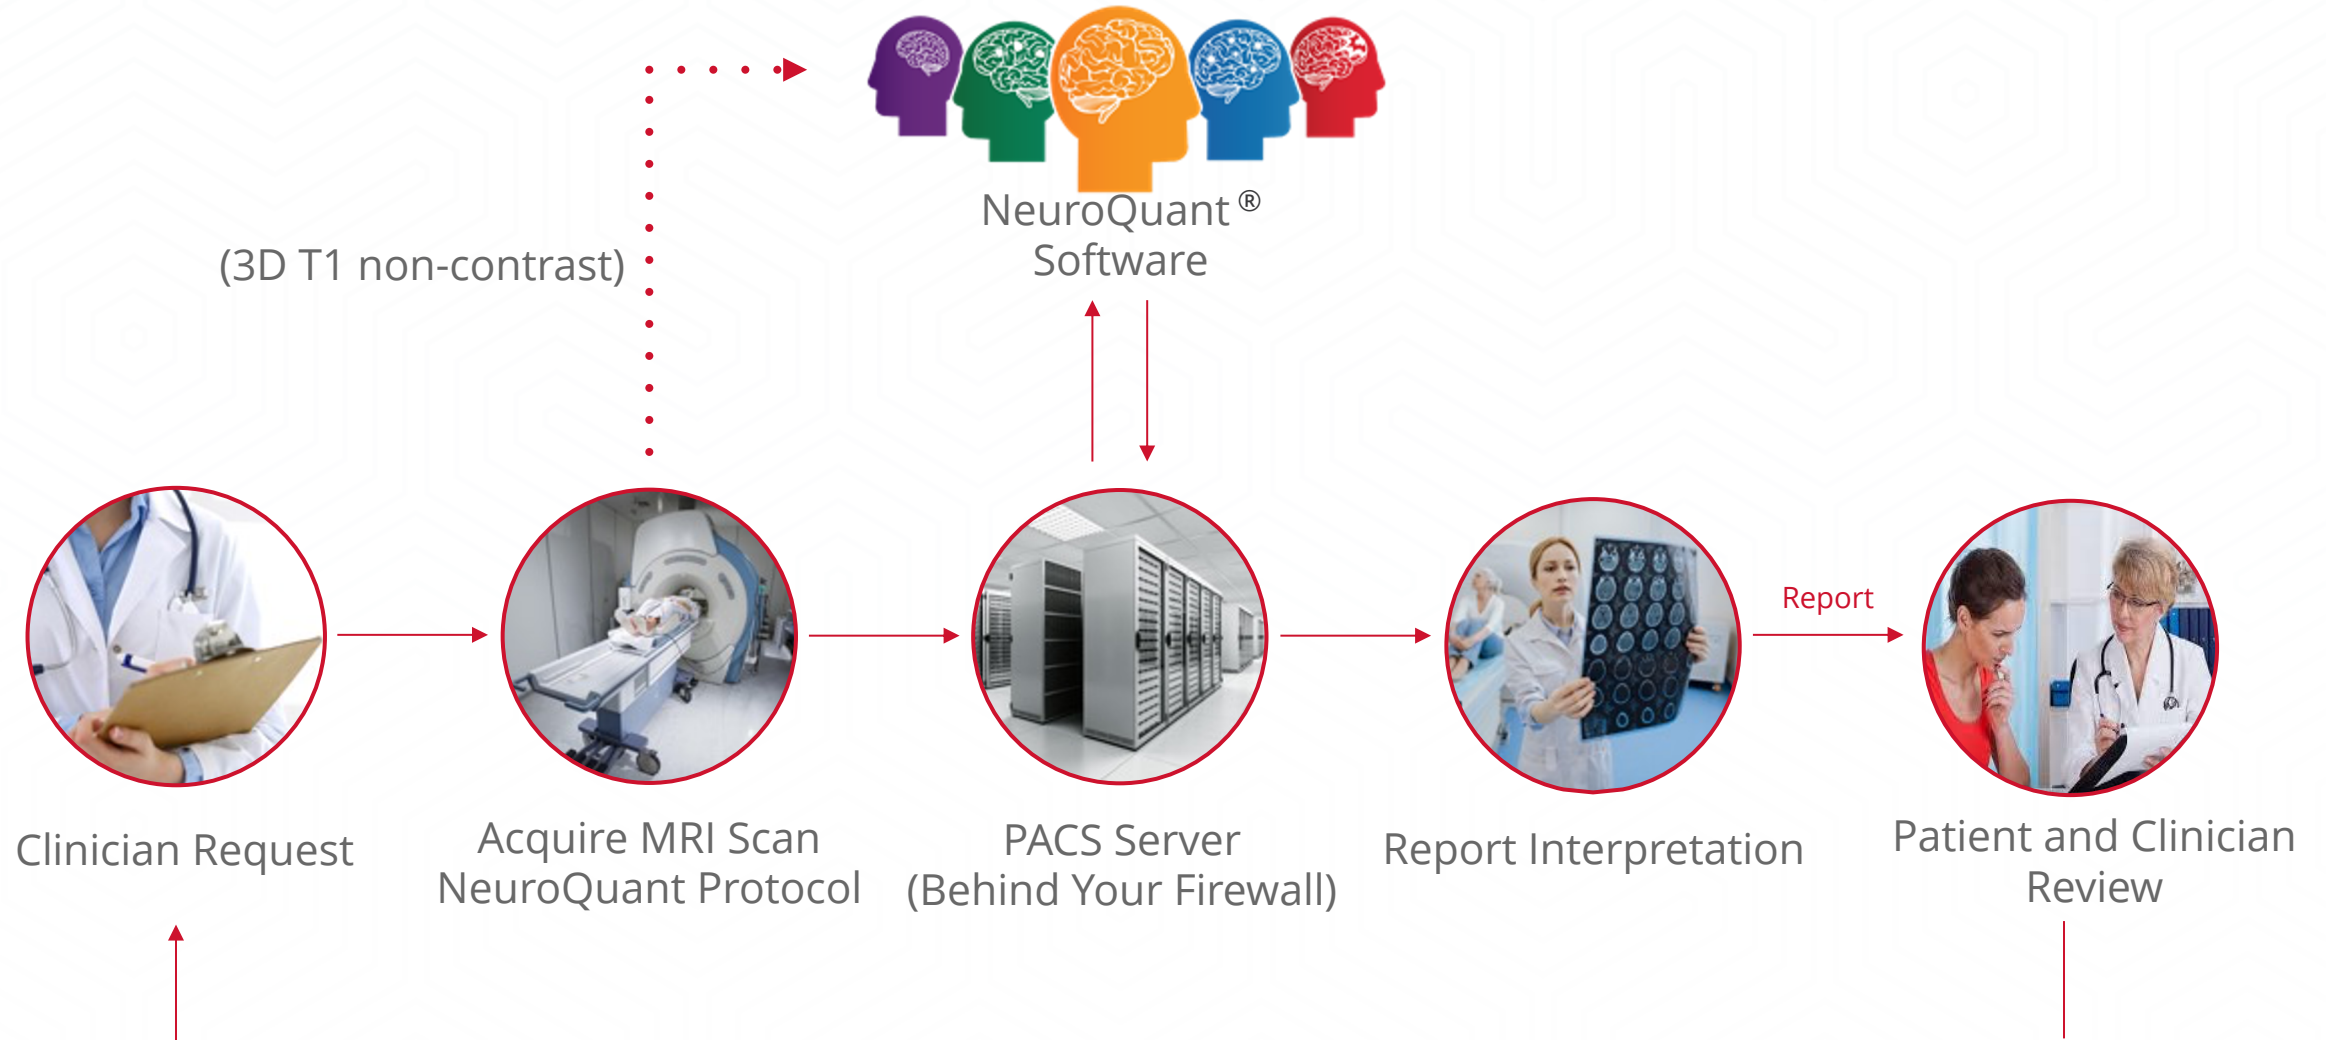 NeuroQuant ®
Software
(3D T1 non-contrast)
Report
Clinician Request
Acquire MRI Scan
NeuroQuant Protocol
PACS Server
(Behind Your Firewall)
Report Interpretation
Patient and Clinician
Review